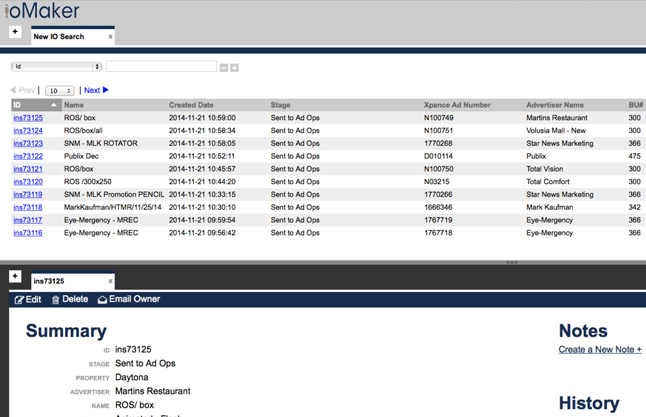 ioMaker
+
New IO Search x
Id
Prev | 10 | Next
ID Name Created Date Stage Xpance Ad Number Advertiser Name BU#
ins73125 ROS/ box 2014-11-21 10:59:00 Sent to Ad Ops N100749 Martins Restaurant 300
ins73124 ROS/box/all 2014-11-21 10:58:34 Sent to Ad Ops N100751 Volusia Mall - New 300
ins73123 SNM - MLK ROTATOR 2014-11-21 10:58:05 Sent to Ad Ops 1770268 Star News Marketing 366
ins73122 Publix Dec 2014-11-21 10:52:11 Sent to Ad Ops D010114 Publix 475
ins73121 ROS/box 2014-11-21 10:45:57 Sent to Ad Ops N100750 Total Vision 300
ins73120 ROS /300x250 2014-11-21 10:44:20 Sent to Ad Ops N03215 Total Comfort 300
ins73119 SNM - MLK Promotion PENCIL 2014-11-21 10:33:15 Sent to Ad Ops 1770266 Star News Marketing 366
ins73118 MarkKaufman/HTMR/11/25/14 2014-11-21 10:30:10 Sent to Ad Ops 1666346 Mark Kaufman 342
ins73117 Eye-Mergency - MREC 2014-11-21 09:59:54 Sent to Ad Ops 1767719 Eye-Mergency 366
ins73116 Eye-Mergency - MREC 2014-11-21 09:56:42 Sent to Ad Ops 1767718 Eye-Mergency 366
+
ins73125 x
Edit Delete Email Owner
Summary
ID ins73125
STAGE Sent to Ad Ops
PROPERTY Daytona
ADVERTISER Martins Restaurant
NAME ROS/ box
Notes
Create a New Note +
History